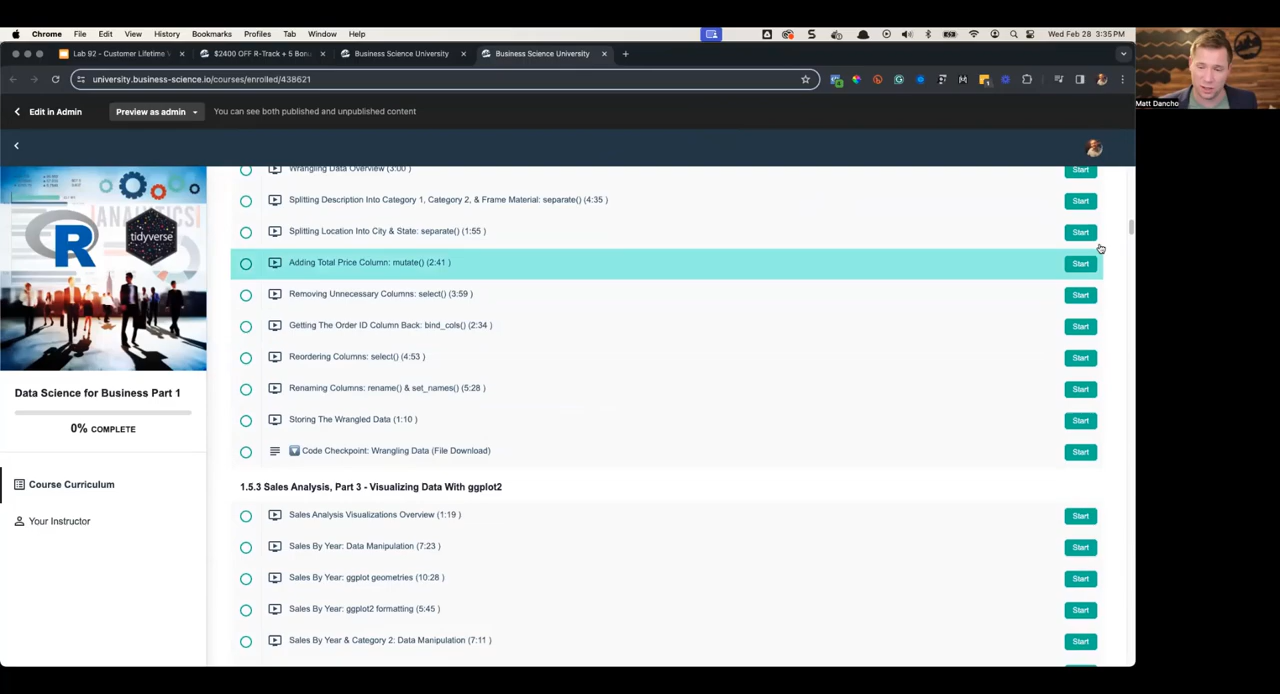 Chrome File Edit View History Bookmarks Profiles Tab Window Help
Wed Feb 28 3:35 PM
Lab 92 - Customer Lifetime V
$2400 OFF R-Track + 5 Bon
Business Science University
Business Science University
university.business-science.io/courses/enrolled/438621
Matt Dancho
Edit in Admin
Preview as admin
You can see both published and unpublished content
ANALYTICS
R
tidyverse
Data Science for Business Part 1
0% COMPLETE
Course Curriculum
Your Instructor
Wrangling Data Overview (3:00 )
Start
Splitting Description Into Category 1, Category 2, & Frame Material: separate() (4:35 )
Start
Splitting Location Into City & State: separate() (1:55 )
Start
Adding Total Price Column: mutate() (2:41 )
Start
Removing Unnecessary Columns: select() (3:59 )
Start
Getting The Order ID Column Back: bind_cols() (2:34 )
Start
Reordering Columns: select() (4:53 )
Start
Renaming Columns: rename() & set_names() (5:28 )
Start
Storing The Wrangled Data (1:10 )
Start
Code Checkpoint: Wrangling Data (File Download)
Start
1.5.3 Sales Analysis, Part 3 - Visualizing Data With ggplot2
Sales Analysis Visualizations Overview (1:19 )
Start
Sales By Year: Data Manipulation (7:23 )
Start
Sales By Year: ggplot geometries (10:28 )
Start
Sales By Year: ggplot2 formatting (5:45 )
Start
Sales By Year & Category 2: Data Manipulation (7:11 )
Start